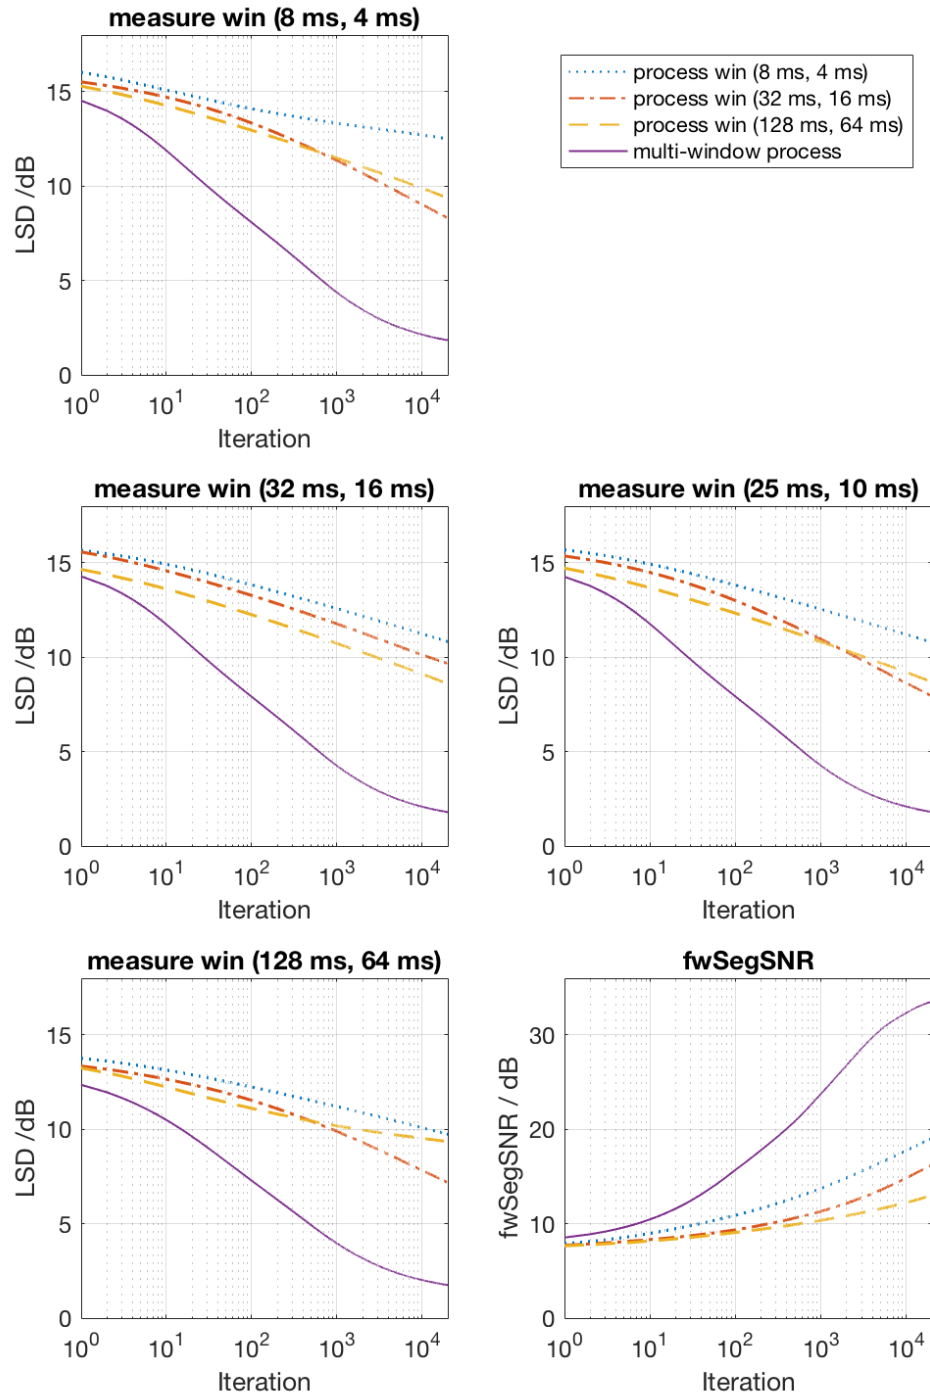 measure win (8 ms, 4 ms)
15
10
5
0
LSD /dB
10^0 10^1 10^2 10^3 10^4
Iteration
process win (8 ms, 4 ms)
process win (32 ms, 16 ms)
process win (128 ms, 64 ms)
multi-window process
measure win (32 ms, 16 ms)
15
10
5
0
LSD /dB
10^0 10^1 10^2 10^3 10^4
Iteration
measure win (25 ms, 10 ms)
15
10
5
0
LSD /dB
10^0 10^1 10^2 10^3 10^4
Iteration
measure win (128 ms, 64 ms)
15
10
5
0
LSD /dB
10^0 10^1 10^2 10^3 10^4
Iteration
fwSegSNR
30
20
10
0
fwSegSNR / dB
10^0 10^1 10^2 10^3 10^4
Iteration